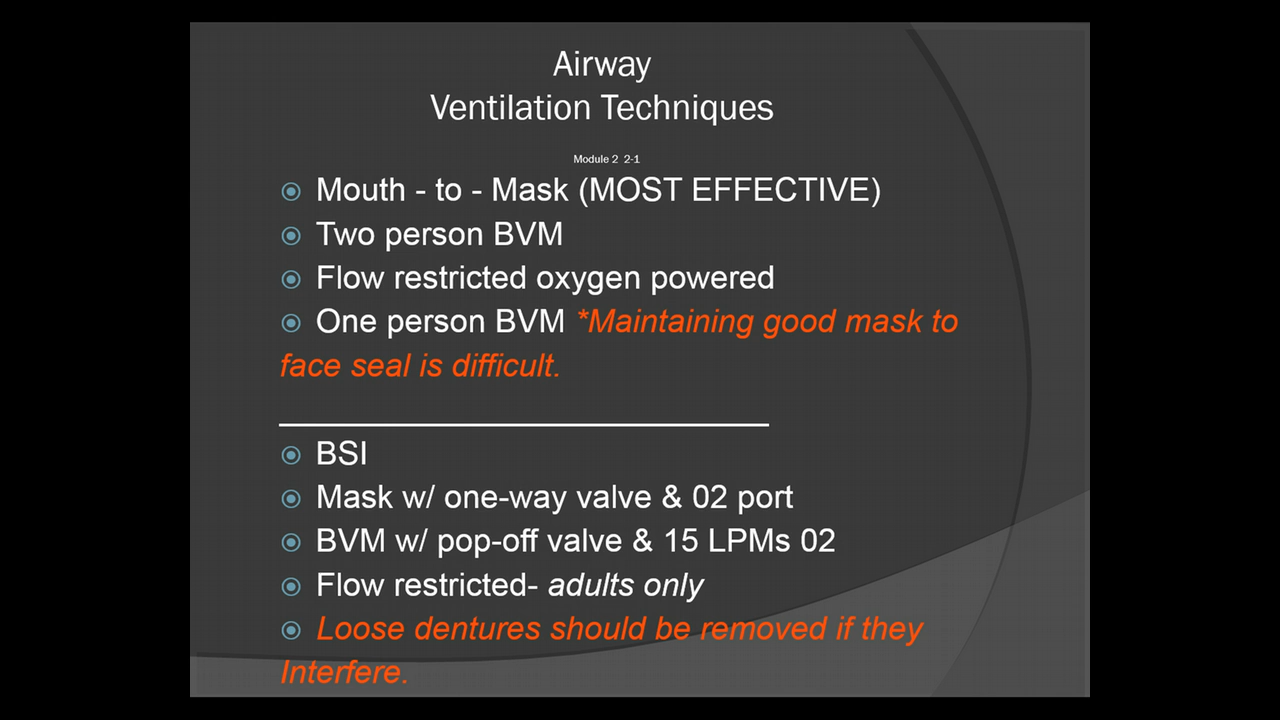 Airway
Ventilation Techniques
Module 2 2-1
Mouth - to - Mask (MOST EFFECTIVE)
Two person BVM
Flow restricted oxygen powered
One person BVM *Maintaining good mask to
face seal is difficult.
BSI
Mask w/ one-way valve & 02 port
BVM w/ pop-off valve & 15 LPMs 02
Flow restricted- adults only
Loose dentures should be removed if they
Interfere.